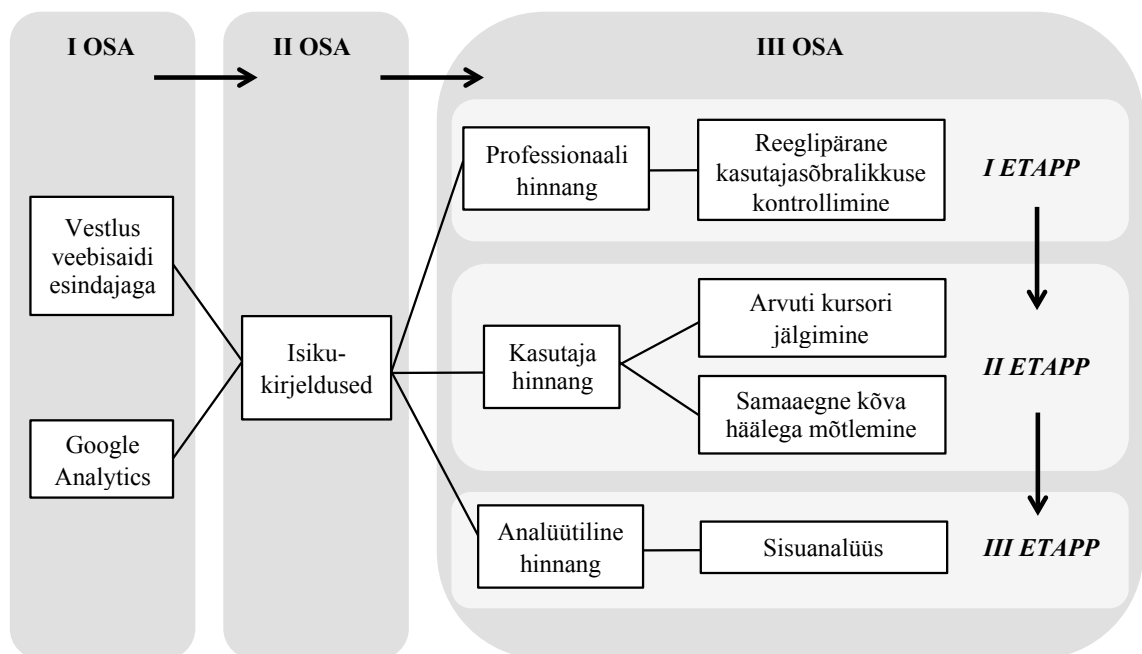 I OSA
II OSA
III OSA
Vestlus
veebisaidi
esindajaga
Google
Analytics
Isiku-
kirjeldused
Professionaali
hinnang
Reeglipärane
kasutajasõbralikkuse
kontrollimine
I ETAPP
Kasutaja
hinnang
Arvuti kursori
jälgimine
Samaaegne kõva
häälega mõtlemine
II ETAPP
Analüütiline
hinnang
Sisuanalüüs
III ETAPP